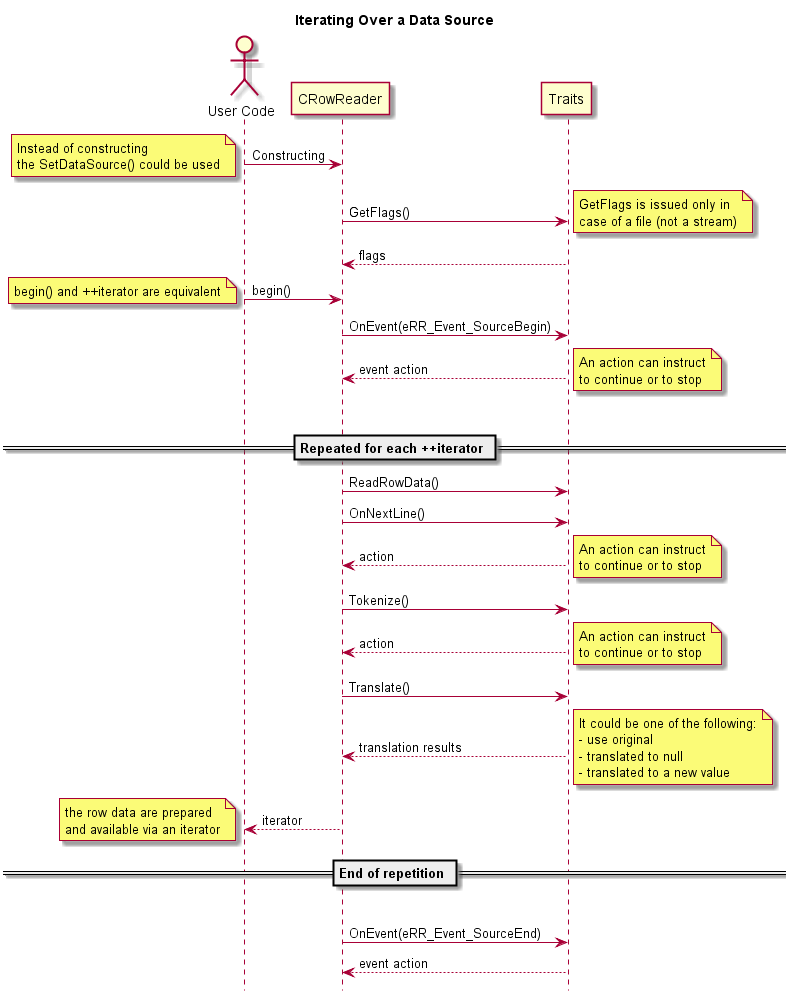 Iterating Over a Data Source
User Code
CRowReader
Traits
Instead of constructing
the SetDataSource() could be used
Constructing
GetFlags()
GetFlags is issued only in
case of a file (not a stream)
flags
begin() and ++iterator are equivalent
begin()
OnEvent(eRR_Event_SourceBegin)
event action
An action can instruct
to continue or to stop
Repeated for each ++iterator
ReadRowData()
OnNextLine()
action
An action can instruct
to continue or to stop
Tokenize()
action
An action can instruct
to continue or to stop
Translate()
translation results
It could be one of the following:
- use original
- translated to null
- translated to a new value
the row data are prepared
and available via an iterator
iterator
End of repetition
OnEvent(eRR_Event_SourceEnd)
event action